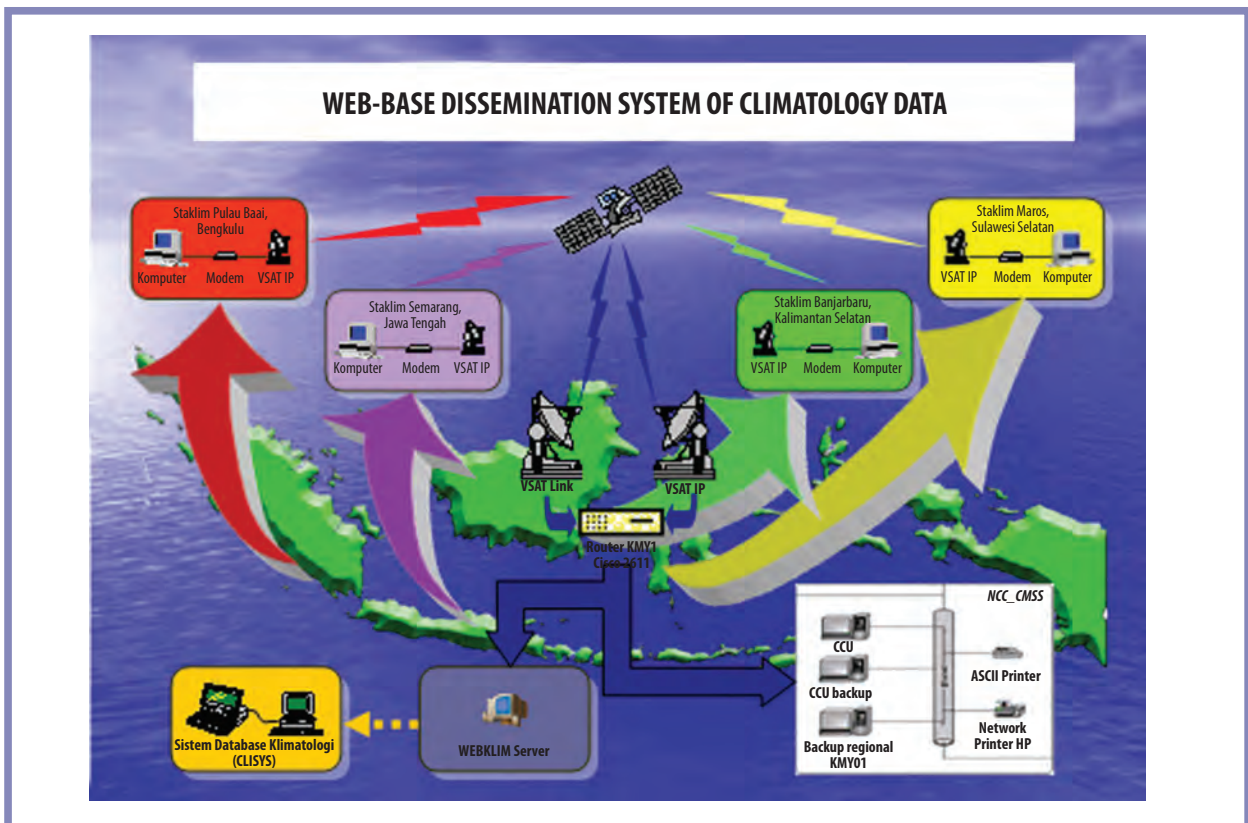 WEB-BASE DISSEMINATION SYSTEM OF CLIMATOLOGY DATA
Staklim Pulau Baai,
Bengkulu
Komputer Modem VSAT IP
Staklim Semarang,
Jawa Tengah
Komputer Modem VSAT IP
Staklim Banjarbaru,
Kalimantan Selatan
VSAT IP Modem Komputer
Staklim Maros,
Sulawesi Selatan
VSAT IP Modem Komputer
VSAT Link
VSAT IP
Router KMY1
Cisco 2611
NCC_CMSS
CCU
CCU backup
Backup regional
KMY01
ASCII Printer
Network
Printer HP
WEBKLIM Server
Sistem Database Klimatologi
(CLISYS)